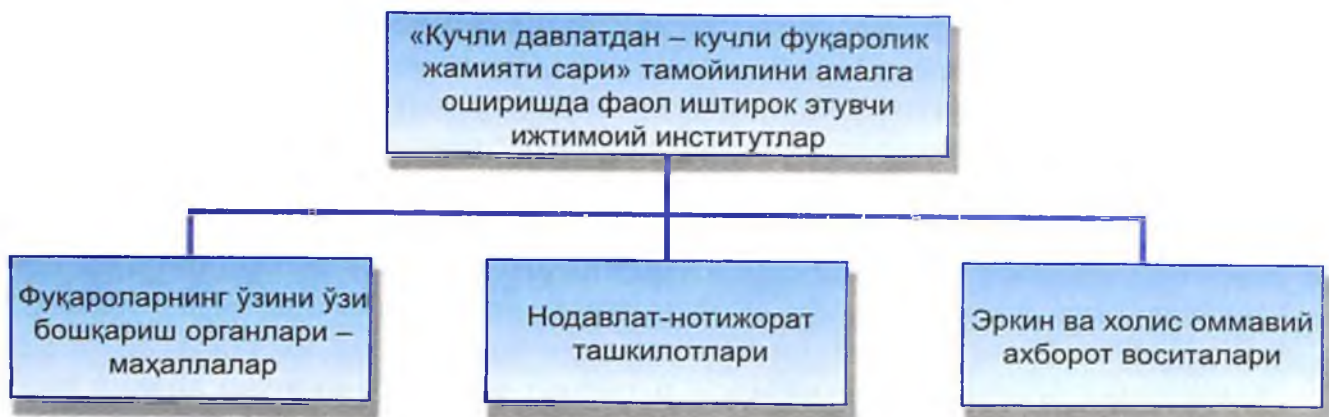 «Кучли давлатдан – кучли фуқаролик
жамияти сари» тамойилини амалга
оширишда фаол иштирок этувчи
ижтимоий институтлар
Фуқароларнинг ўзини ўзи
бошқариш органлари –
маҳаллалар
Нодавлат-нотижорат
ташкилотлари
Эркин ва холис оммавий
ахборот воситалари